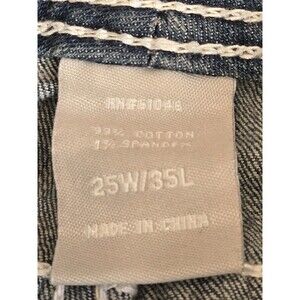 RN#61046
99% COTTON
1% SPANDEX
25W/35L
MADE IN CHINA